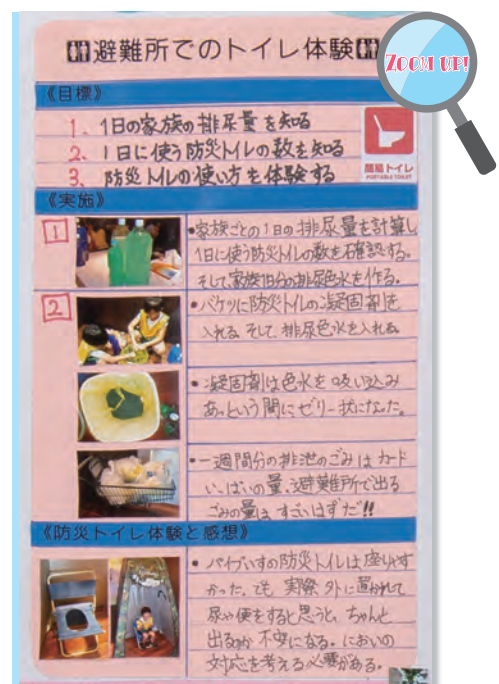 避難所でのトイレ体験
ZOOM UP!
《目標》
1、1日の家族の排尿量を知る
2、1日に使う防災トイレの数を知る
3、防災トイレの使い方を体験する
簡易トイレ
PORTABLE TOILET
《実施》
1
•家族ごとの1日の排尿量を計算し
1日に使う防災トイレの数を確認する。
そして家族1日分の排尿色水を作る。
2
•バケツに防災トイレの凝固剤を
入れる。そして、排尿色水を入れる
•凝固剤は色水を吸い込み
あっという間にゼリー状になった。
•一週間分の排泄のごみはカード
いっぱいの量、避難所で出る
ごみの量は、すごいはずだ!!
《防災トイレ体験と感想》
•パイプいすの防災トイレは座りやす
かった。でも 実際 外に置かれて
尿や便をすると思うと、ちゃんと
出るのか 不安になる。においの
対応を考える必要がある。